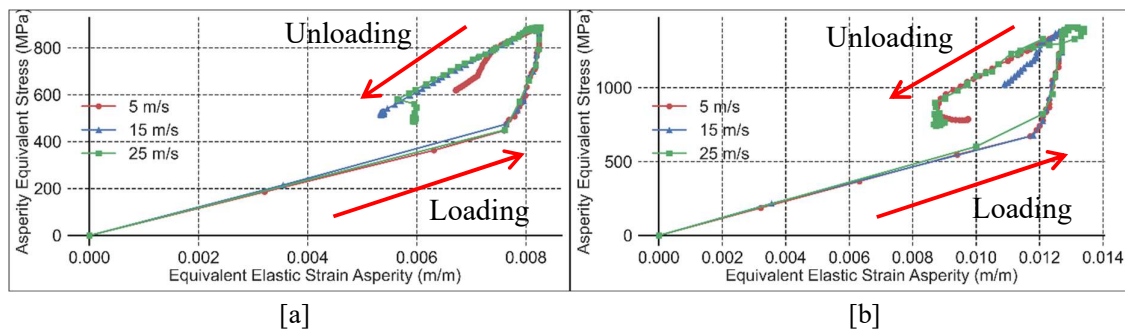 [a]
Asperity Equivalent Stress (MPa)
800
600
400
200
0
Unloading
5 m/s
15 m/s
25 m/s
Loading
0.000 0.002 0.004 0.006 0.008
Equivalent Elastic Strain Asperity (m/m)
[a]
[b]
Asperity Equivalent Stress (MPa)
1000
500
0
Unloading
5 m/s
15 m/s
25 m/s
Loading
0.000 0.002 0.004 0.006 0.008 0.010 0.012 0.014
Equivalent Elastic Strain Asperity (m/m)
[b]